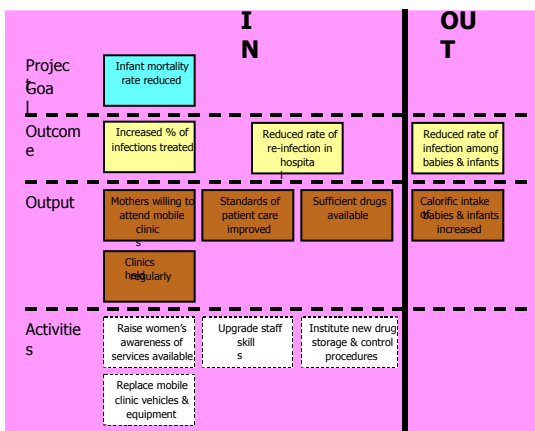 I
N
OU
T
Projec
t
Goa
l
Infant mortality
rate reduced
Outcom
e
Increased % of
infections treated
Reduced rate of
re-infection in
hospita
l
Reduced rate of
infection among
babies & infants
Output
Mothers willing to
attend mobile
clinic
s
Standards of
patient care
improved
Sufficient drugs
available
Calorific intake
of
babies & infants
increased
Clinics
held
regularly
Activitie
s
Raise women's
awareness of
services available
Upgrade staff
skill
s
Institute new drug
storage & control
procedures
Replace mobile
clinic vehicles &
equipment